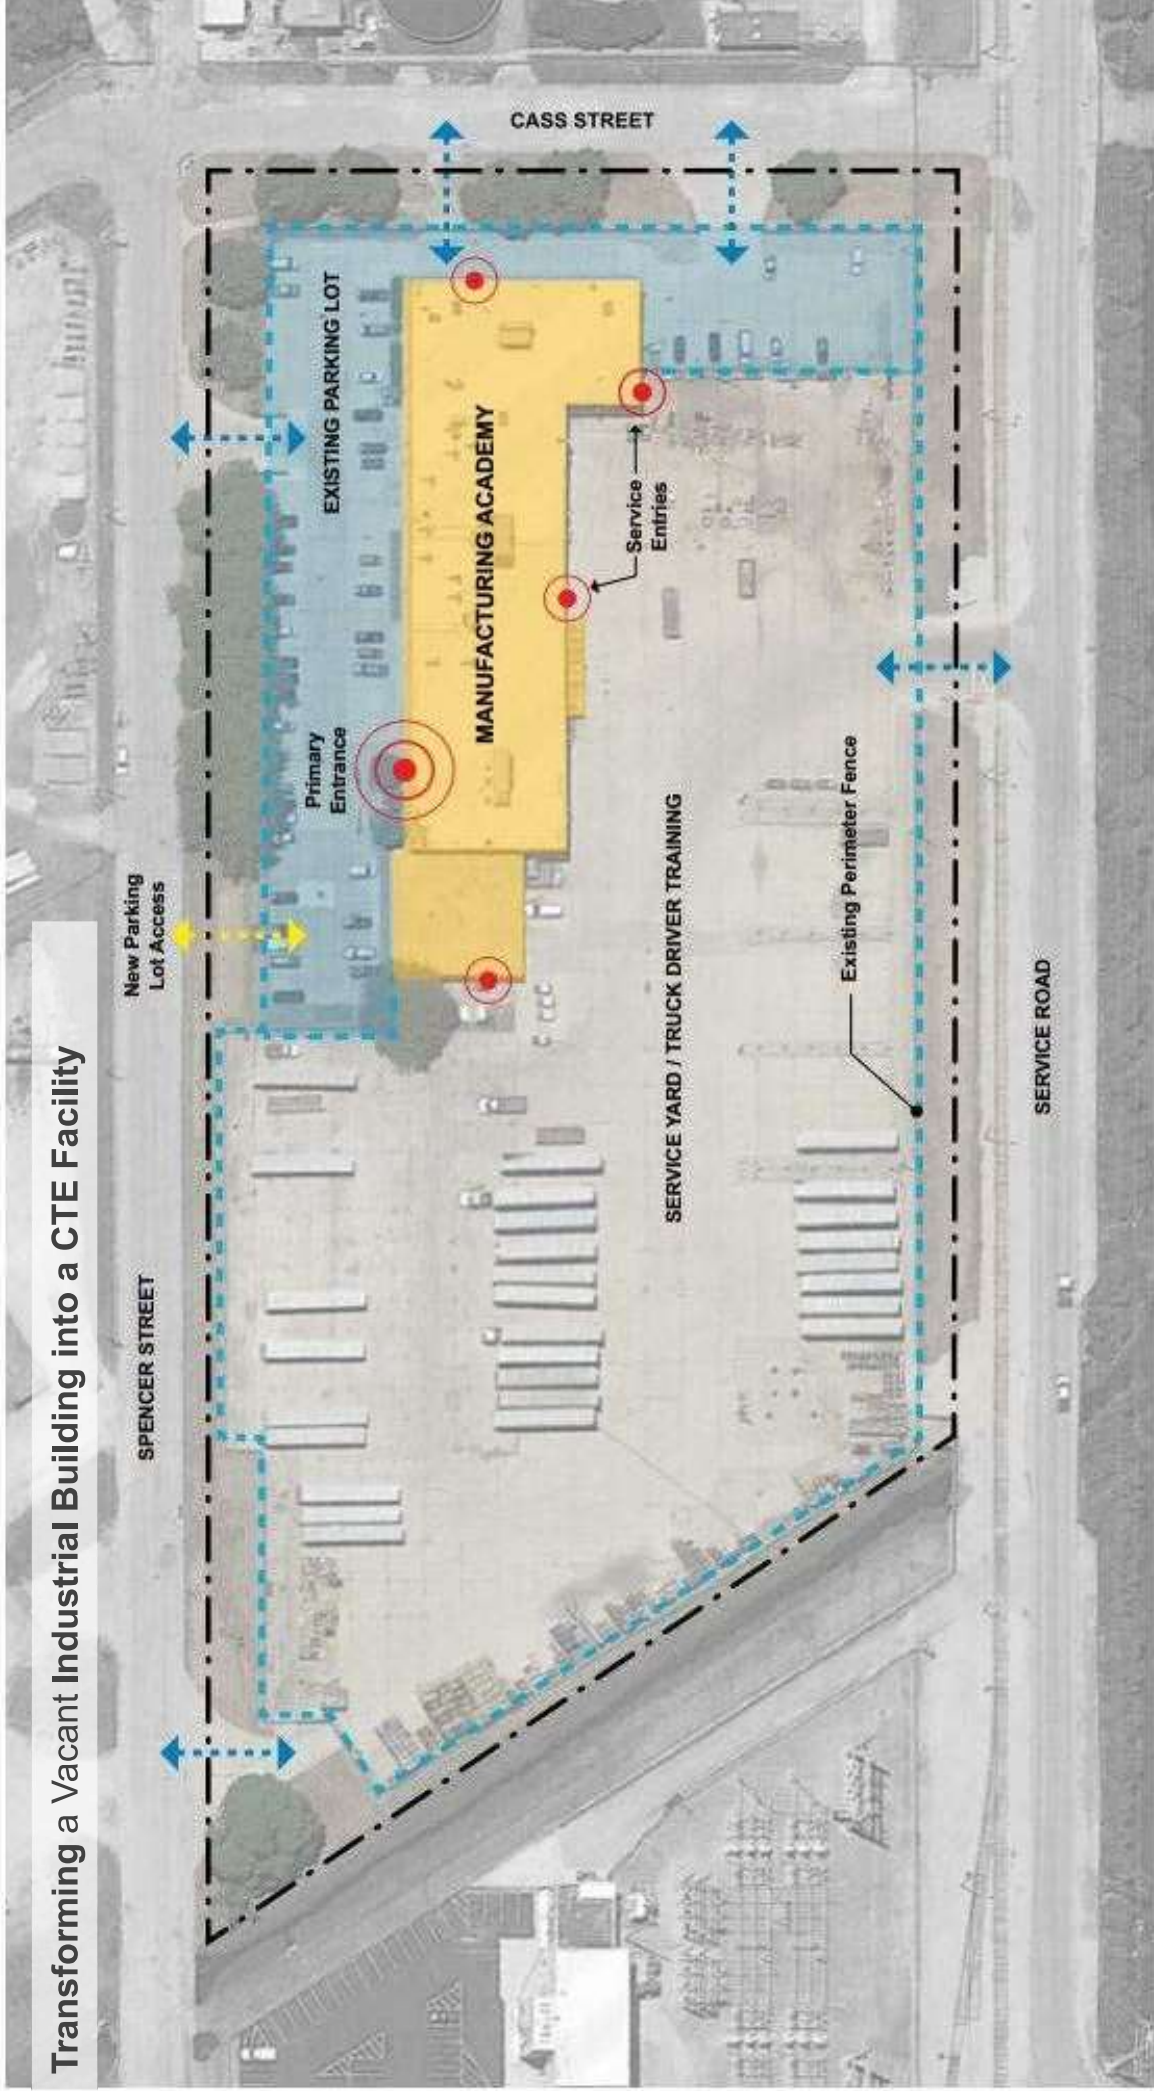 Transforming a Vacant Industrial Building into a CTE Facility
SPENCER STREET
New Parking
Lot Access
EXISTING PARKING LOT
Primary
Entrance
MANUFACTURING ACADEMY
CASS STREET
Service
Entries
SERVICE YARD / TRUCK DRIVER TRAINING
Existing Perimeter Fence
SERVICE ROAD